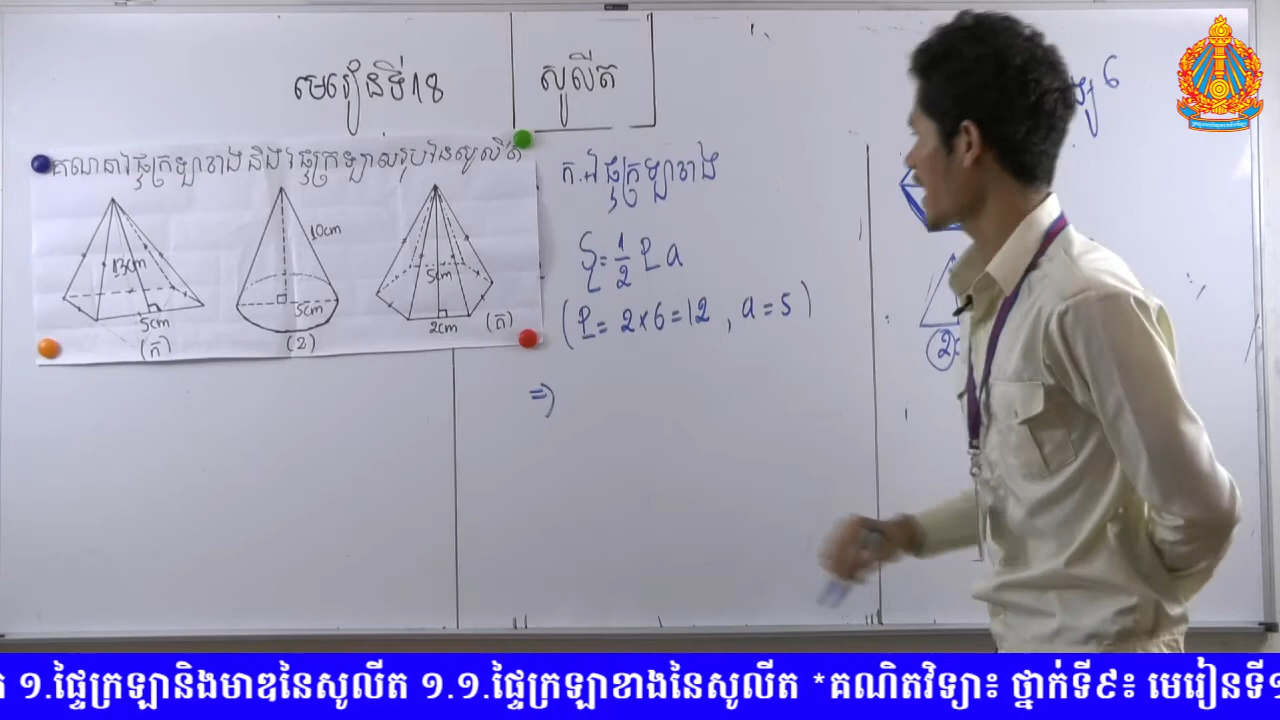 មេរៀនទី18
សូលីត
6
គណនាផ្ទៃក្រឡាខាង និង ផ្ទៃក្រឡាសរុបនៃសូលីត
13cm
5cm
(ក)
10cm
5cm
(2)
5cm
2cm
(គ)
ក.ផ្ទៃក្រឡាខាង
= 1/2 P a
(P = 2×6=12 , a = 5 )
⇒
2
១.ផ្ទៃក្រឡានិងមាឌនៃសូលីត ១.១.ផ្ទៃក្រឡាខាងនៃសូលីត *គណិតវិទ្យា៖ ថ្នាក់ទី៩៖ មេរៀនទី១